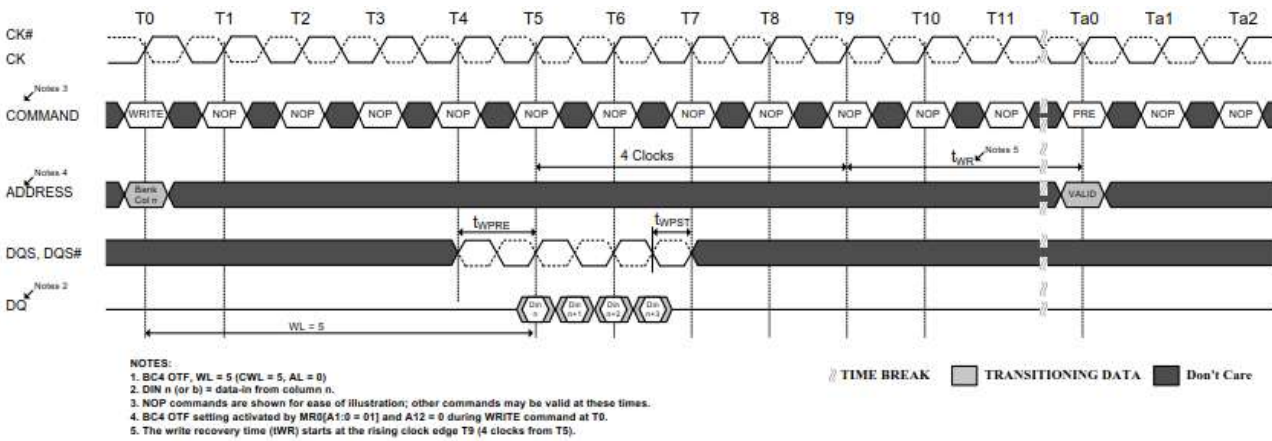 T0 T1 T2 T3 T4 T5 T6 T7 T8 T9 T10 T11 Ta0 Ta1 Ta2
CK#
CK
Notes 3
COMMAND
WRITE NOP NOP NOP NOP NOP NOP NOP NOP NOP NOP NOP PRE NOP NOP
4 Clocks
tWR Notes 5
Notes 4
ADDRESS
Bank
Col n
VALID
tWPRE
tWPST
DQS, DQS#
Notes 2
DQ
Din
n
Din
n+1
Din
n+2
Din
n+3
WL = 5
NOTES:
1. BC4 OTF, WL = 5 (CWL = 5, AL = 0)
2. DIN n (or b) = data-in from column n.
3. NOP commands are shown for ease of illustration; other commands may be valid at these times.
4. BC4 OTF setting activated by MR0[A1:0 = 01] and A12 = 0 during WRITE command at T0.
5. The write recovery time (tWR) starts at the rising clock edge T9 (4 clocks from T5).
TIME BREAK TRANSITIONING DATA Don't Care